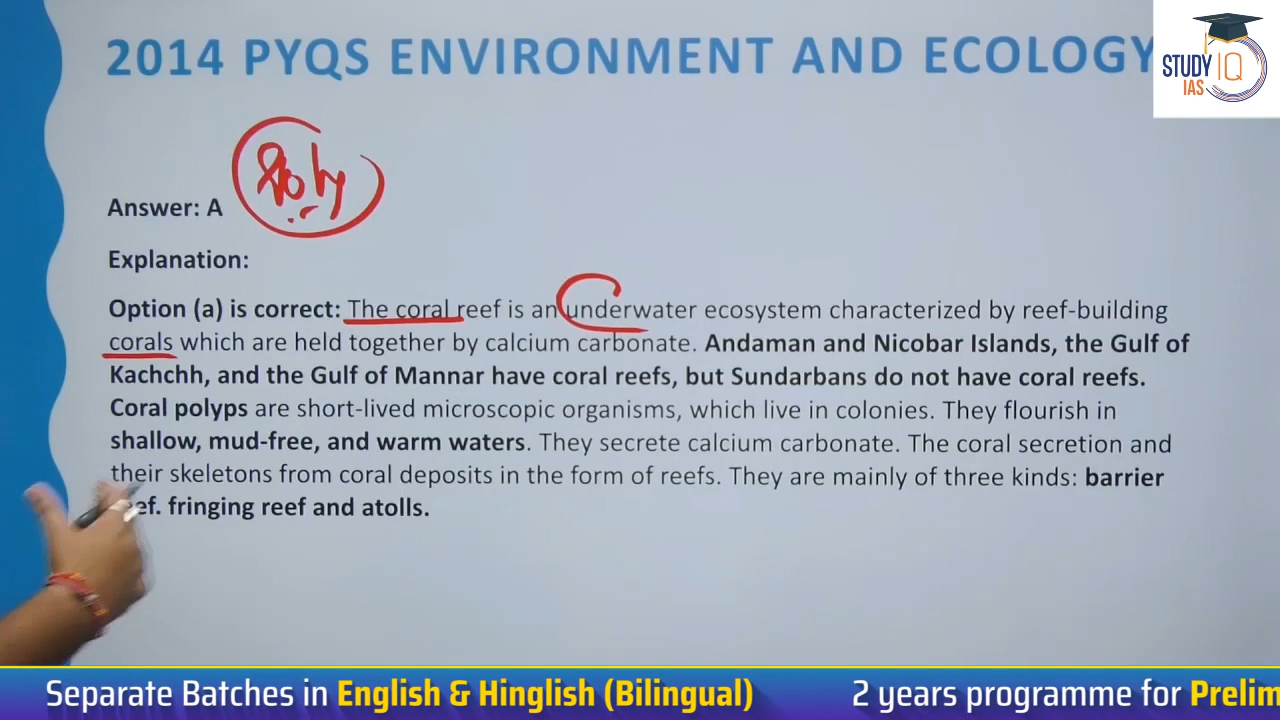 2014 PYQS ENVIRONMENT AND ECOLOGY
STUDY IQ
IAS
Answer: A
Explanation:
Option (a) is correct: The coral reef is an underwater ecosystem characterized by reef-building
corals which are held together by calcium carbonate. Andaman and Nicobar Islands, the Gulf of
Kachchh, and the Gulf of Mannar have coral reefs, but Sundarbans do not have coral reefs.
Coral polyps are short-lived microscopic organisms, which live in colonies. They flourish in
shallow, mud-free, and warm waters. They secrete calcium carbonate. The coral secretion and
their skeletons from coral deposits in the form of reefs. They are mainly of three kinds: barrier
ef. fringing reef and atolls.
Separate Batches in English & Hinglish (Bilingual) 2 years programme for Prelim